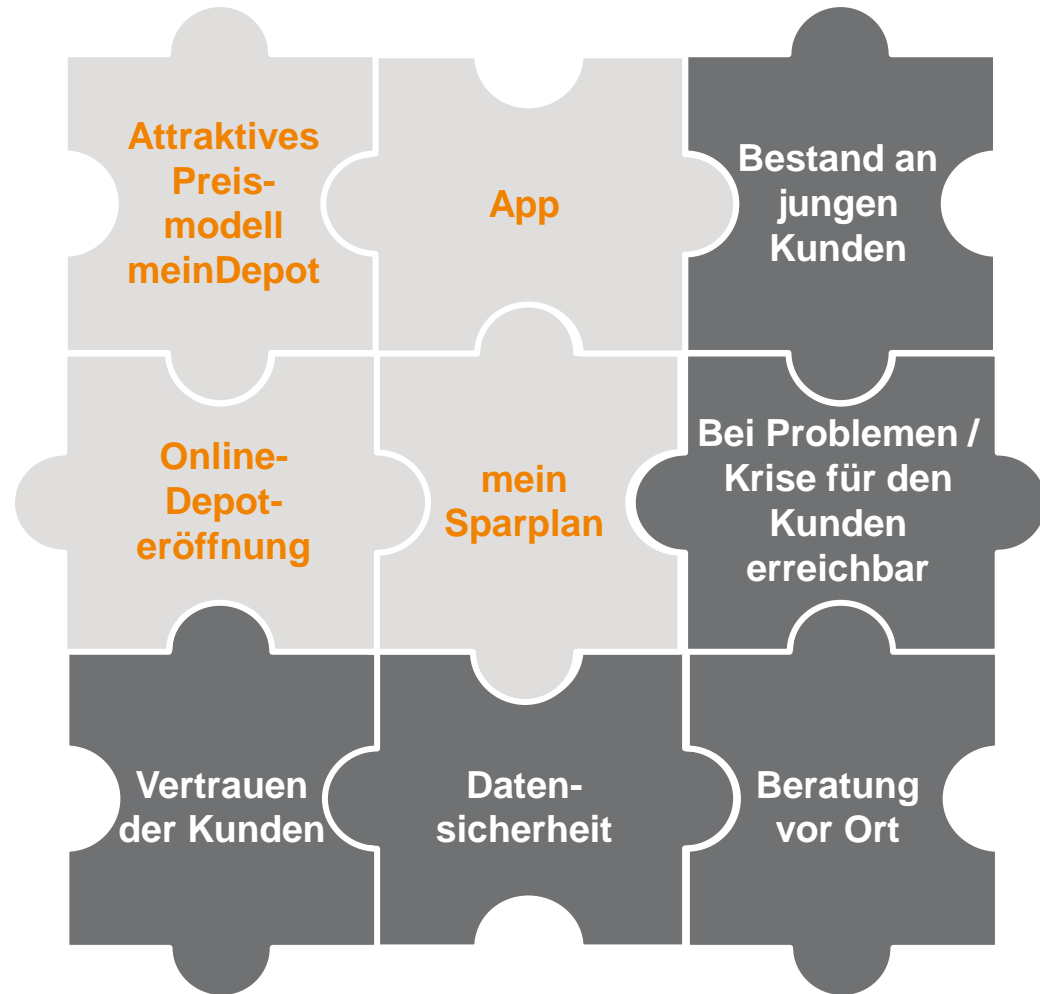 Attraktives
Preis-
modell
meinDepot
App
Bestand an
jungen
Kunden
Online-
Depot-
eröffnung
mein
Sparplan
Bei Problemen /
Krise für den
Kunden
erreichbar
Vertrauen
der Kunden
Daten-
sicherheit
Beratung
vor Ort